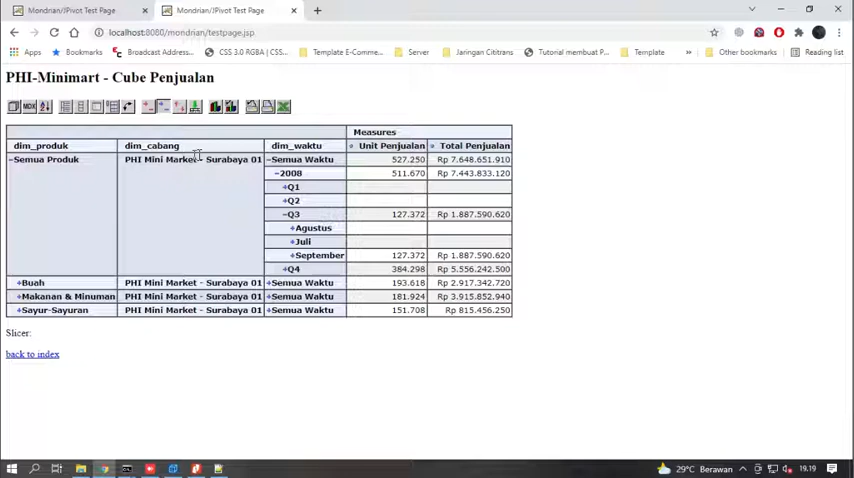 Mondrian/JPivot Test Page
Mondrian/JPivot Test Page
localhost:8080/mondrian/testpage.jsp
Apps Bookmarks Broadcast Address... CSS 3.0 RGBA | CSS... Template E-Comme... Server Jaringan Cititrans Tutorial membuat P... Template » Other bookmarks Reading list
PHI-Minimart - Cube Penjualan
MDX
Measures
dim_produk dim_cabang dim_waktu Unit Penjualan Total Penjualan
−Semua Produk PHI Mini Market - Surabaya 01 −Semua Waktu 527.250 Rp 7.648.651.910
−2008 511.670 Rp 7.443.833.120
+Q1
+Q2
−Q3 127.372 Rp 1.887.590.620
+Agustus
+Juli
+September 127.372 Rp 1.887.590.620
+Q4 384.298 Rp 5.556.242.500
+Buah PHI Mini Market - Surabaya 01 +Semua Waktu 193.618 Rp 2.917.342.720
+Makanan & Minuman PHI Mini Market - Surabaya 01 +Semua Waktu 181.924 Rp 3.915.852.940
+Sayur-Sayuran PHI Mini Market - Surabaya 01 +Semua Waktu 151.708 Rp 815.456.250
Slicer:
back to index
29°C Berawan 19.19